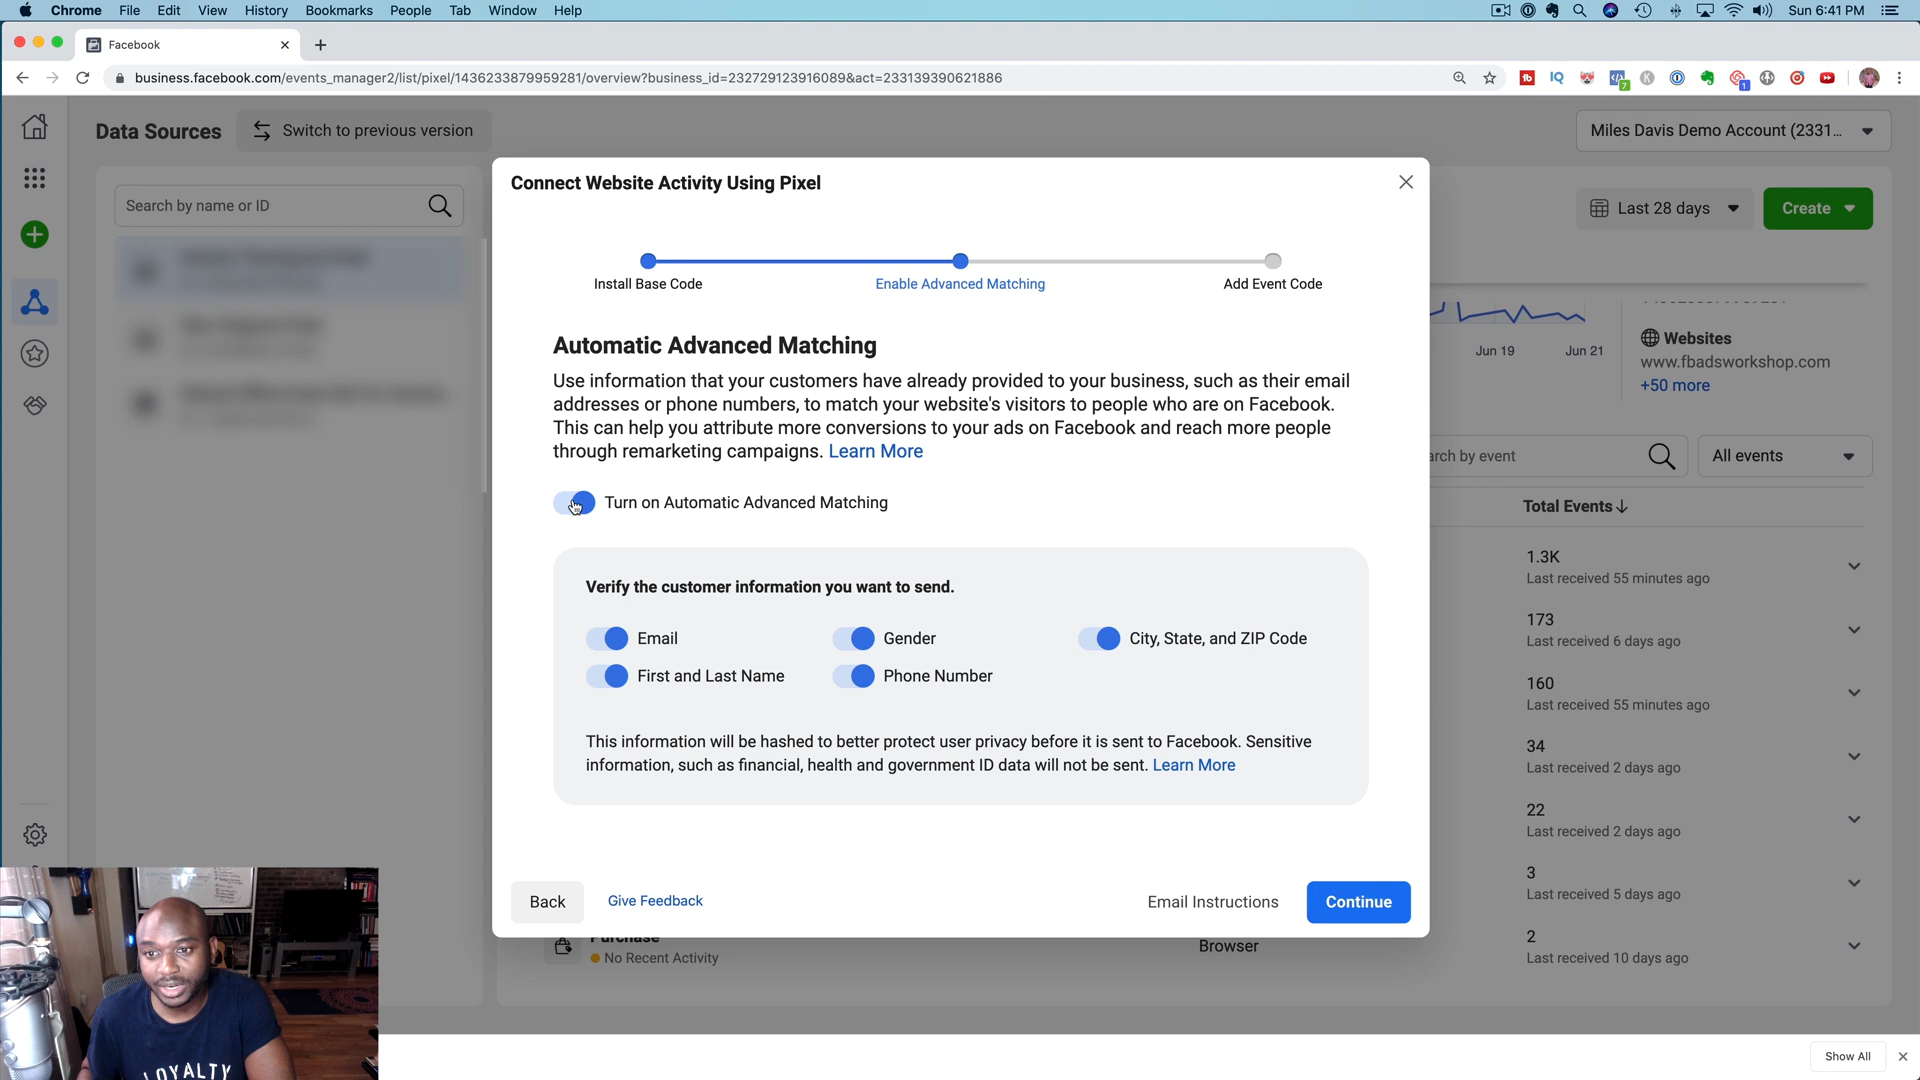 Chrome File Edit View History Bookmarks People Tab Window Help
Sun 6:41 PM
Facebook
business.facebook.com/events_manager2/list/pixel/1436233879959281/overview?business_id=232729123916089&act=233139390621886
Data Sources
Switch to previous version
Miles Davis Demo Account (2331...
Search by name or ID
Last 28 days
Create
Connect Website Activity Using Pixel
Install Base Code
Enable Advanced Matching
Add Event Code
Automatic Advanced Matching
Use information that your customers have already provided to your business, such as their email
addresses or phone numbers, to match your website's visitors to people who are on Facebook.
This can help you attribute more conversions to your ads on Facebook and reach more people
through remarketing campaigns. Learn More
Turn on Automatic Advanced Matching
Verify the customer information you want to send.
Email
Gender
City, State, and ZIP Code
First and Last Name
Phone Number
This information will be hashed to better protect user privacy before it is sent to Facebook. Sensitive
information, such as financial, health and government ID data will not be sent. Learn More
Back
Give Feedback
Email Instructions
Continue
Jun 19
Jun 21
Websites
www.fbadsworkshop.com
+50 more
by event
All events
Total Events
1.3K
Last received 55 minutes ago
173
Last received 6 days ago
160
Last received 55 minutes ago
34
Last received 2 days ago
22
Last received 2 days ago
3
Last received 5 days ago
Purchase
No Recent Activity
Browser
2
Last received 10 days ago
LOYALTY
Show All